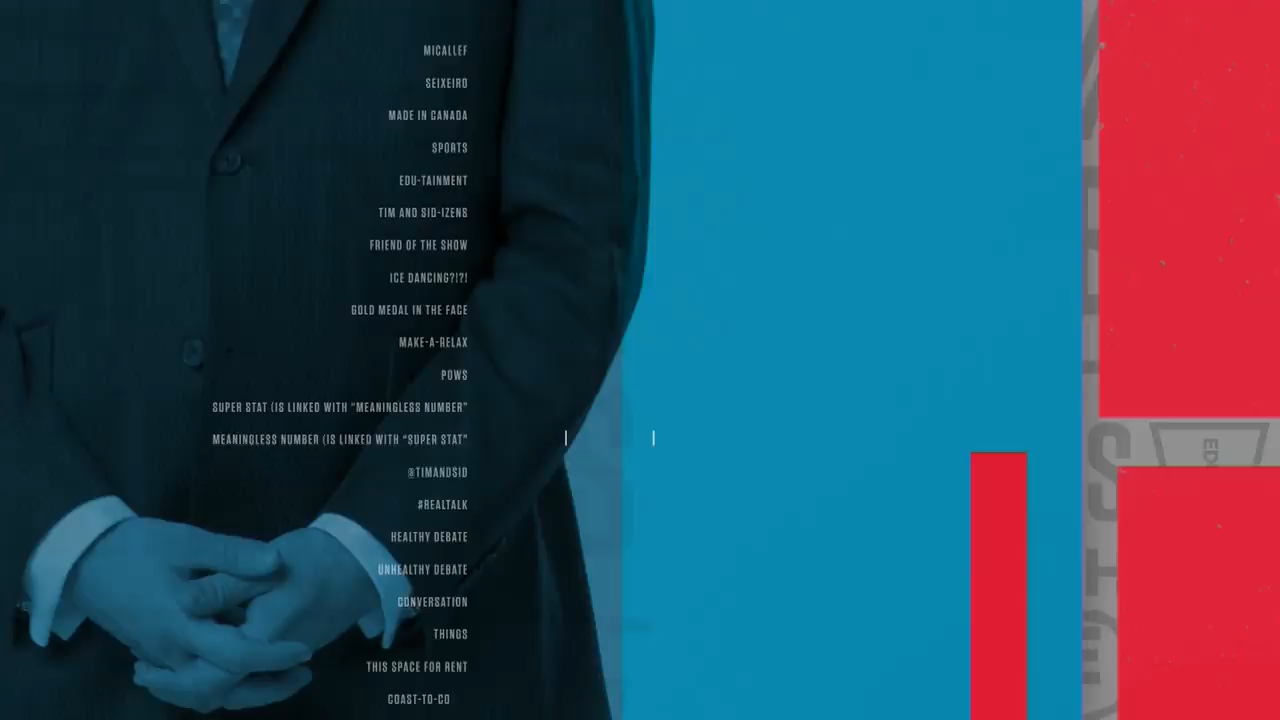 MICALLEF
SEIXEIRO
MADE IN CANADA
SPORTS
EDU-TAINMENT
TIM AND SID-IZENS
FRIEND OF THE SHOW
ICE DANCING?!?!
GOLD MEDAL IN THE FACE
MAKE-A-RELAX
POWS
SUPER STAT (IS LINKED WITH "MEANINGLESS NUMBER"
MEANINGLESS NUMBER (IS LINKED WITH "SUPER STAT"
@TIMANDSID
#REALTALK
HEALTHY DEBATE
UNHEALTHY DEBATE
CONVERSATION
THINGS
THIS SPACE FOR RENT
COAST-TO-CO